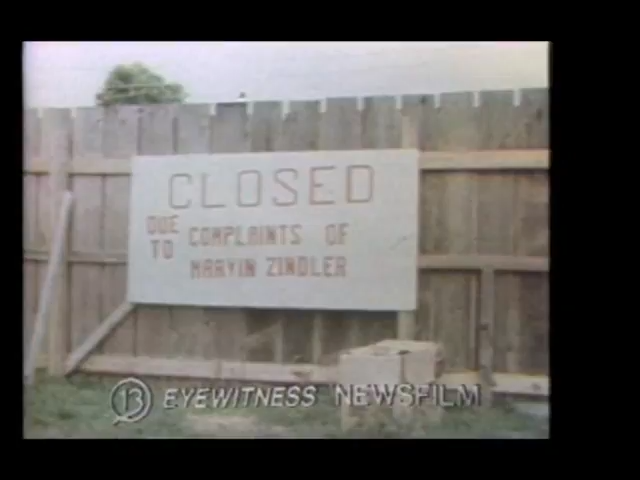 CLOSED
DUE TO COMPLAINTS OF
MARVIN ZINDLER
13 EYEWITNESS NEWSFILM